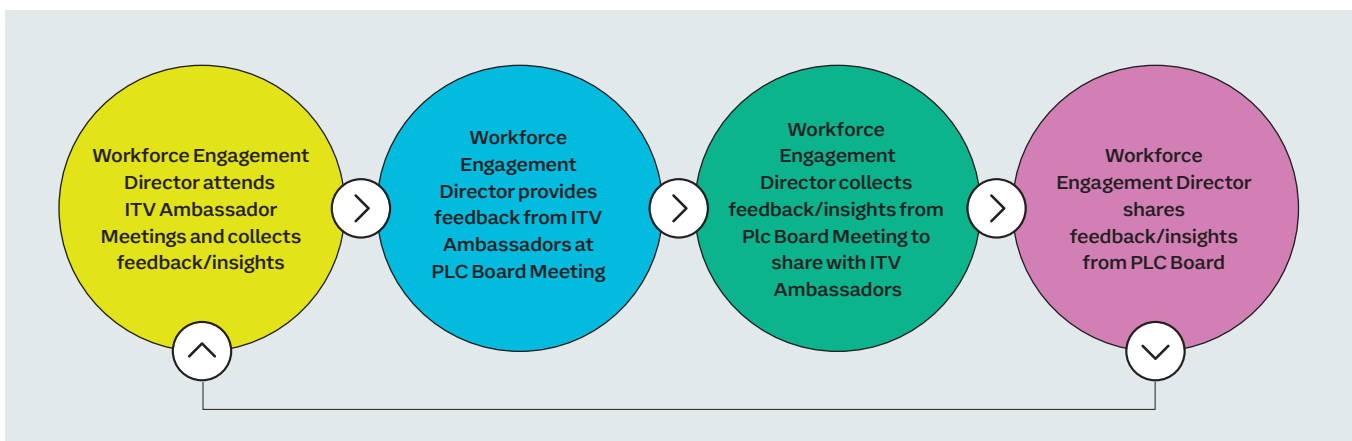 Workforce Engagement
Director attends
ITV Ambassador
Meetings and collects
feedback/insights
Workforce
Engagement
Director provides
feedback from ITV
Ambassadors at
PLC Board Meeting
Workforce
Engagement
Director collects
feedback/insights from
Plc Board Meeting to
share with ITV
Ambassadors
Workforce
Engagement Director
shares
feedback/insights
from PLC Board